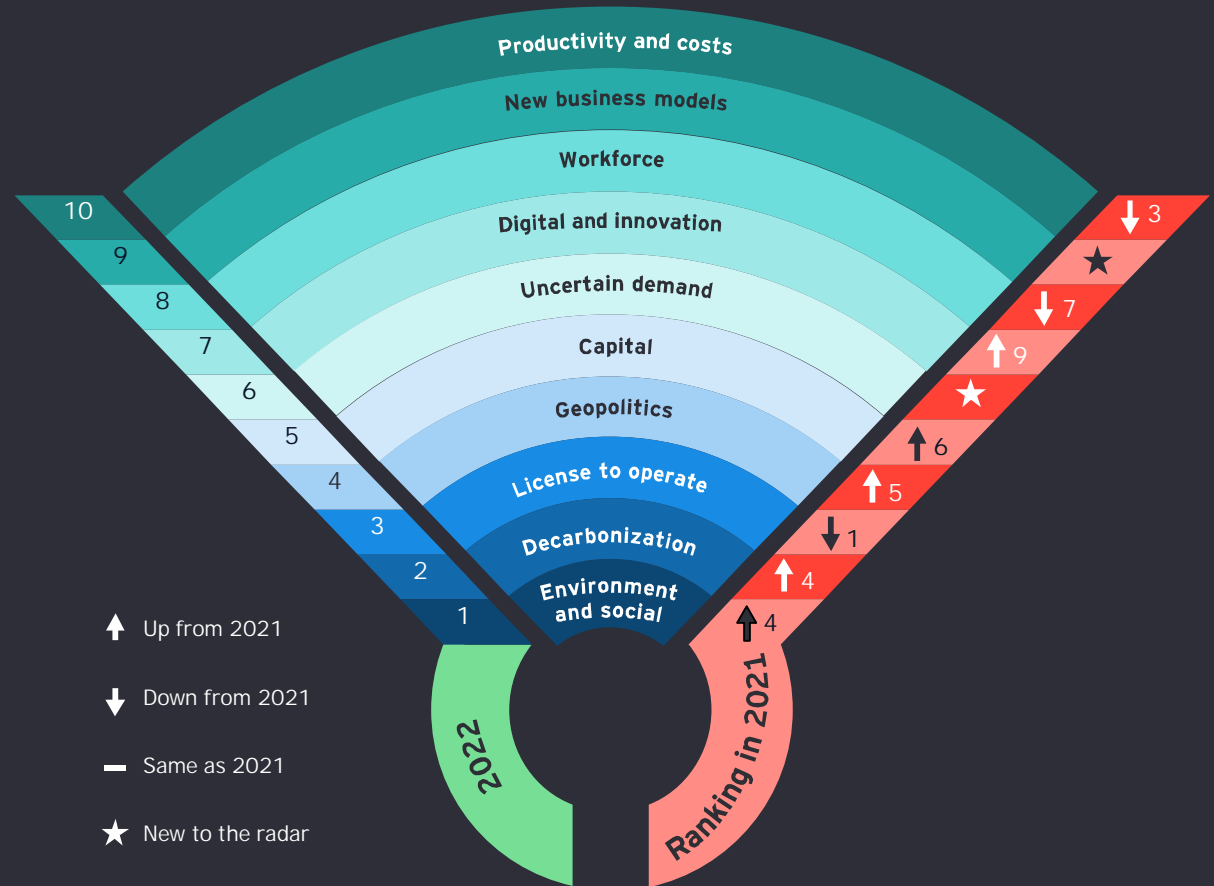 Productivity and costs
New business models
Workforce
Digital and innovation
Uncertain demand
Capital
Geopolitics
License to operate
Decarbonization
Environment
and social
10
9
8
7
6
5
4
3
2
1
2022
3
7
9
6
5
1
4
4
Ranking in 2021
Up from 2021
Down from 2021
Same as 2021
New to the radar